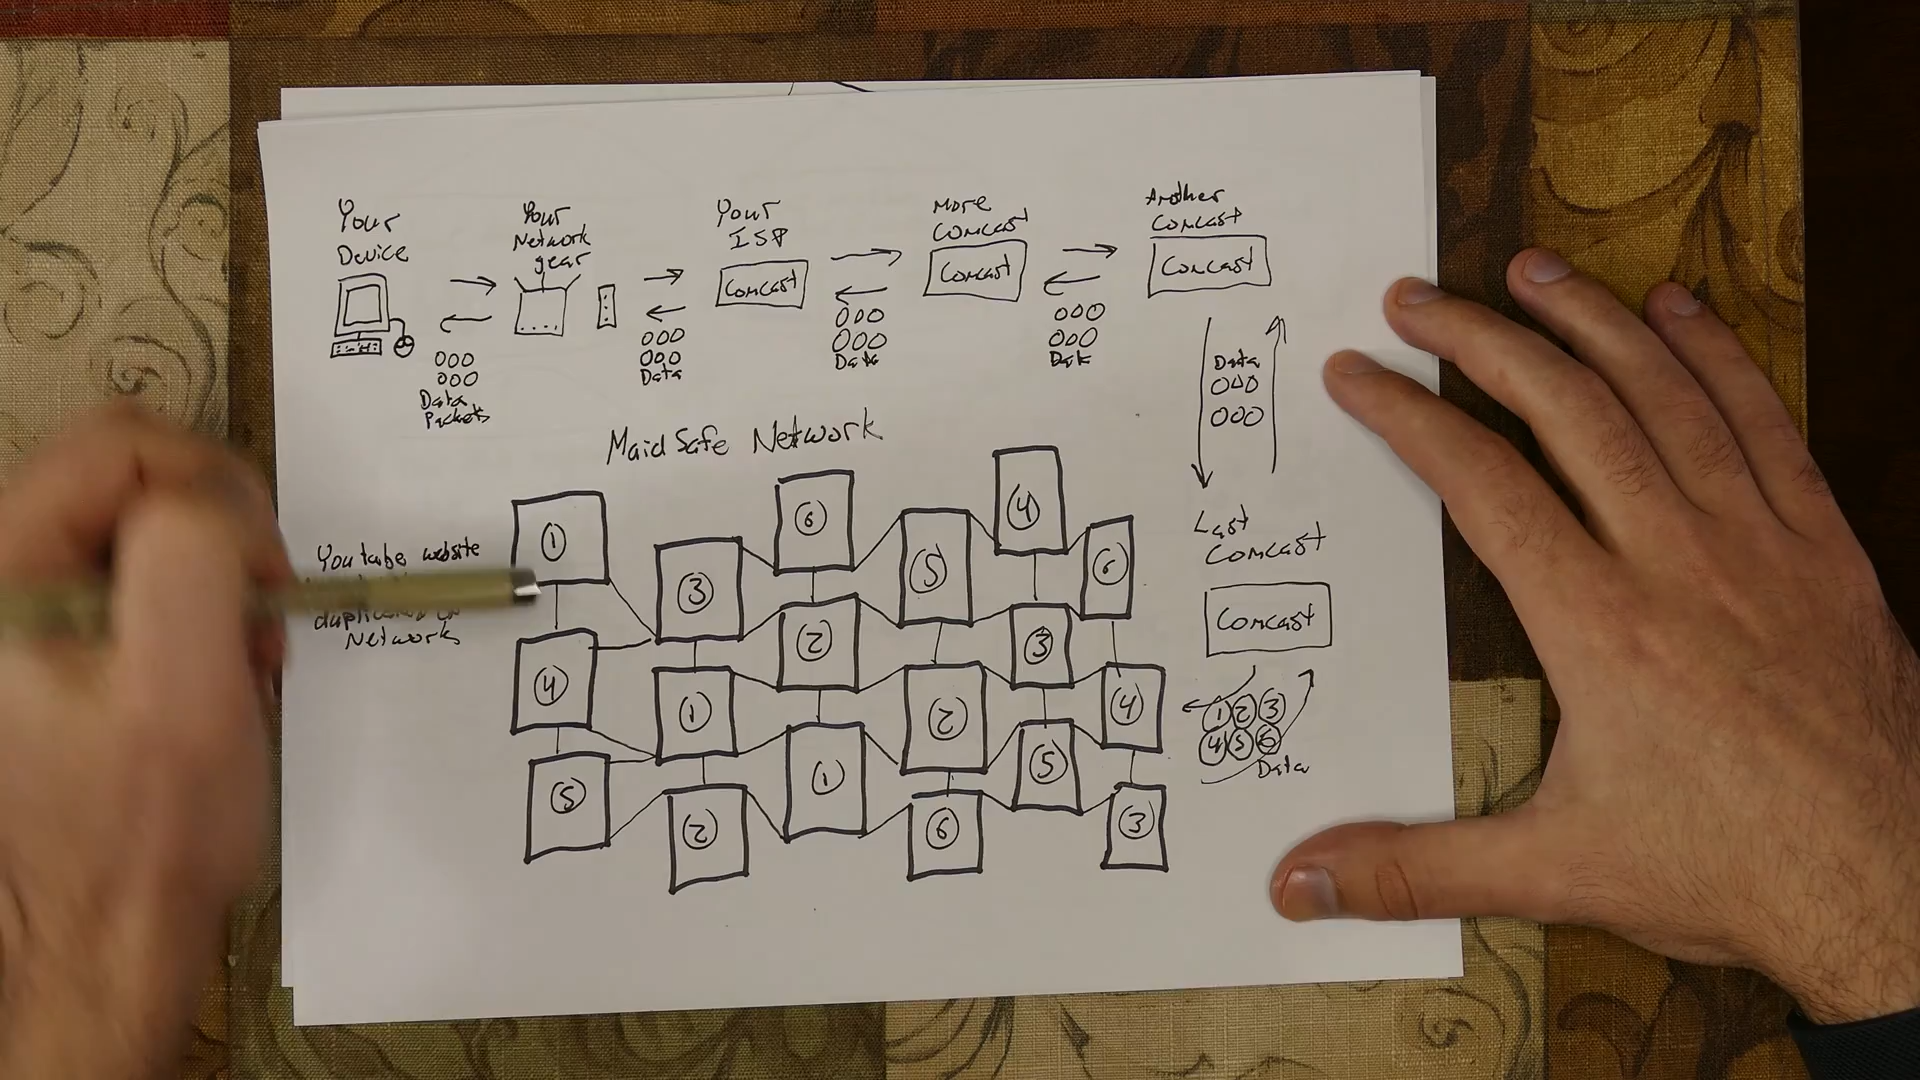 Your
Device
Your
Network
gear
Your
ISP
Comcast
More
Comcast
Comcast
Another
Comcast
Comcast
000
000
Data
Packets
000
000
Data
000
000
Data
000
000
Data
Data
000
000
MaidSafe Network
Last
Comcast
Comcast
1 2 3
4 5 6
Data
Youtube website
duplicated on
Networks
1
3
6
5
4
6
4
1
2
2
3
4
5
2
1
6
5
3